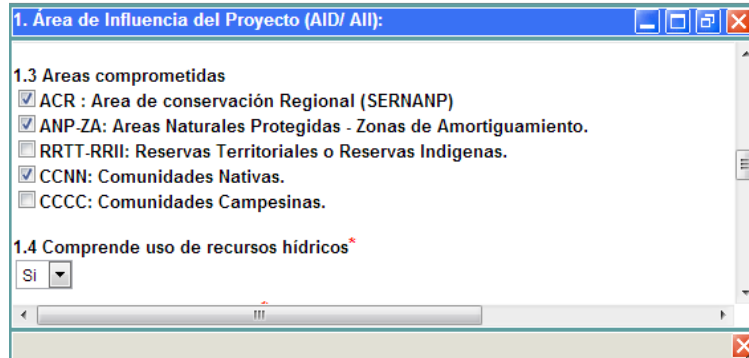 1. Área de Influencia del Proyecto (AID/ AII):
1.3 Areas comprometidas
ACR : Area de conservación Regional (SERNANP)
ANP-ZA: Areas Naturales Protegidas - Zonas de Amortiguamiento.
RRTT-RRII: Reservas Territoriales o Reservas Indigenas.
CCNN: Comunidades Nativas.
CCCC: Comunidades Campesinas.
1.4 Comprende uso de recursos hídricos*
Si